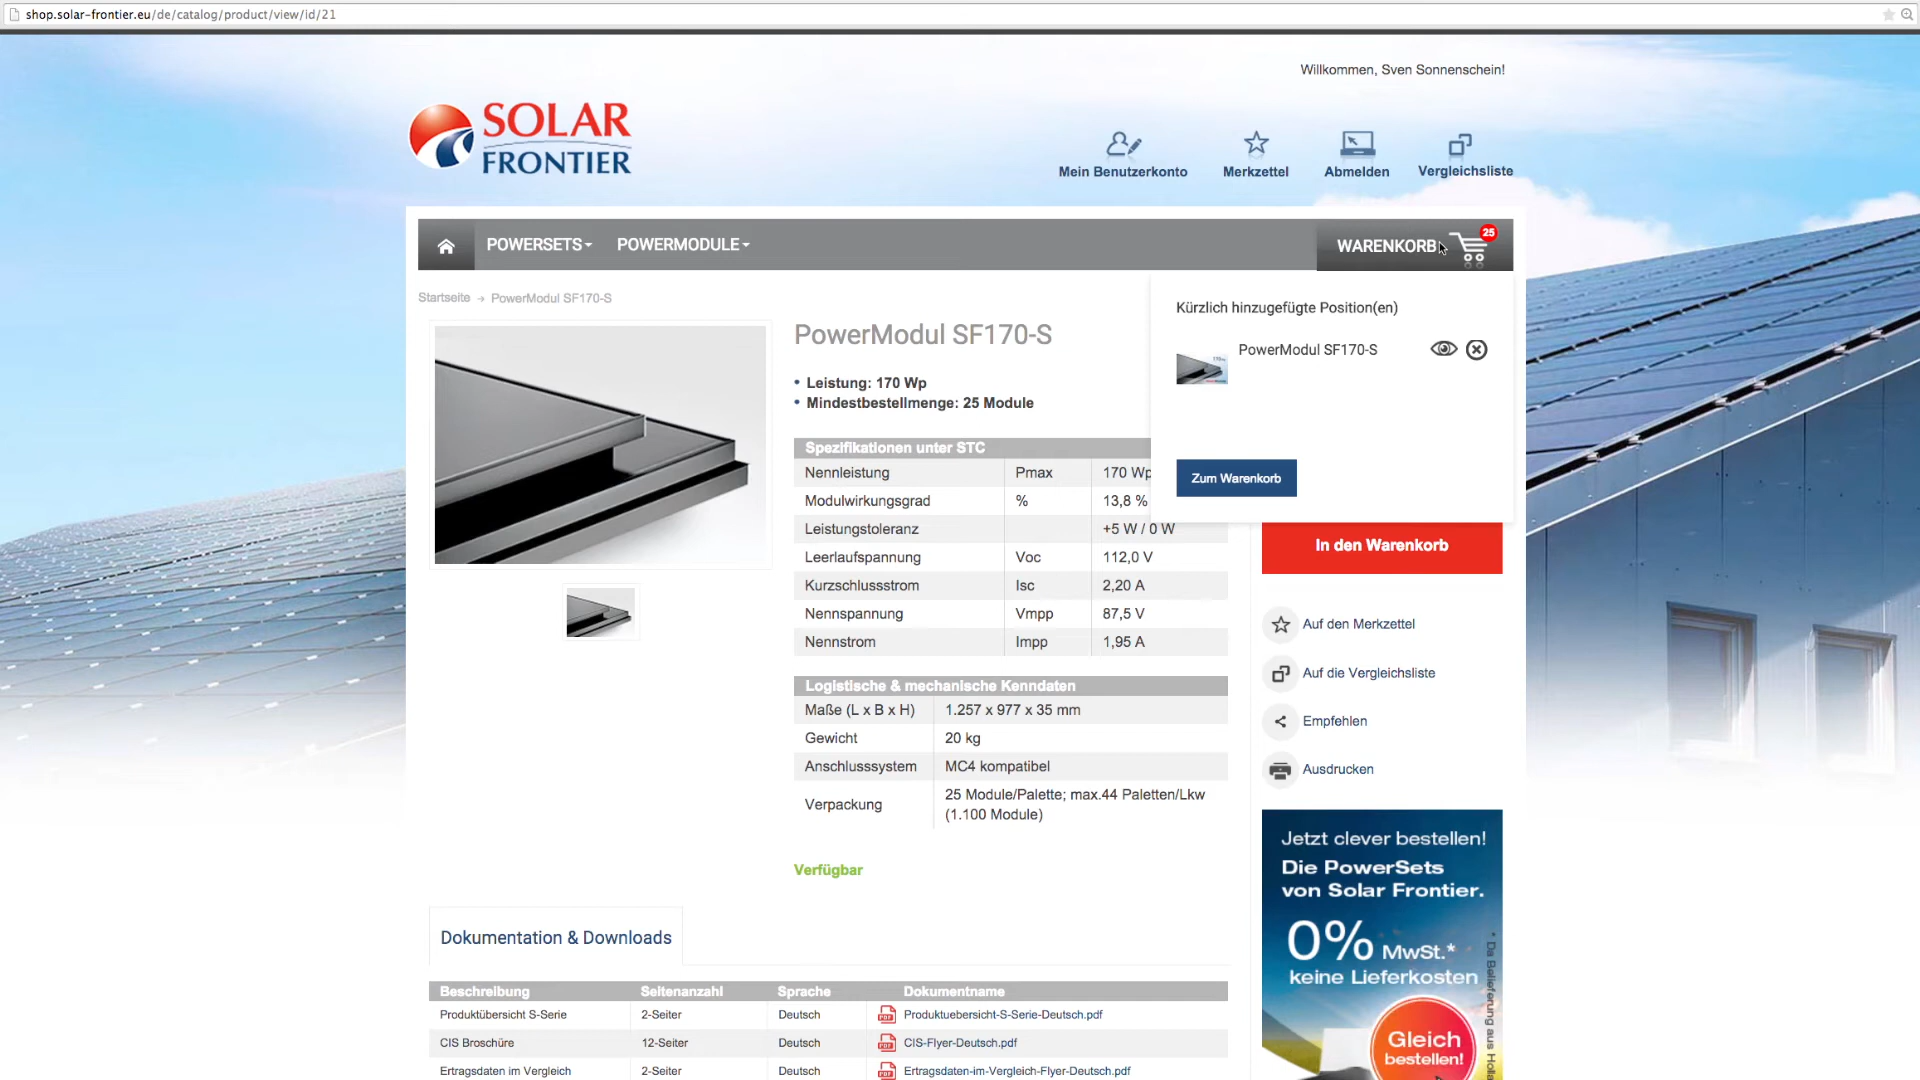 shop.solar-frontier.eu/de/catalog/product/view/id/21
Willkommen, Sven Sonnenschein!
SOLAR
FRONTIER
Mein Benutzerkonto
Merkzettel
Abmelden
Vergleichsliste
POWERSETS
POWERMODULE
WARENKORB
25
Startseite → PowerModul SF170-S
Kürzlich hinzugefügte Position(en)
PowerModul SF170-S
Zum Warenkorb
PowerModul SF170-S
• Leistung: 170 Wp
• Mindestbestellmenge: 25 Module
Spezifikationen unter STC
Nennleistung Pmax 170 Wp
Modulwirkungsgrad % 13,8 %
Leistungstoleranz +5 W / 0 W
Leerlaufspannung Voc 112,0 V
Kurzschlussstrom Isc 2,20 A
Nennspannung Vmpp 87,5 V
Nennstrom Impp 1,95 A
Logistische & mechanische Kenndaten
Maße (L x B x H) 1.257 x 977 x 35 mm
Gewicht 20 kg
Anschlusssystem MC4 kompatibel
Verpackung 25 Module/Palette; max.44 Paletten/Lkw
(1.100 Module)
Verfügbar
In den Warenkorb
Auf den Merkzettel
Auf die Vergleichsliste
Empfehlen
Ausdrucken
Jetzt clever bestellen!
Die PowerSets
von Solar Frontier.
0% MwSt.*
keine Lieferkosten
Gleich
bestellen!
* Da Belieferung aus
Dokumentation & Downloads
Beschreibung Seitenanzahl Sprache Dokumentname
Produktübersicht S-Serie 2-Seiter Deutsch Produktuebersicht-S-Serie-Deutsch.pdf
CIS Broschüre 12-Seiter Deutsch CIS-Flyer-Deutsch.pdf
Ertragsdaten im Vergleich 2-Seiter Deutsch Ertragsdaten-im-Vergleich-Flyer-Deutsch.pdf